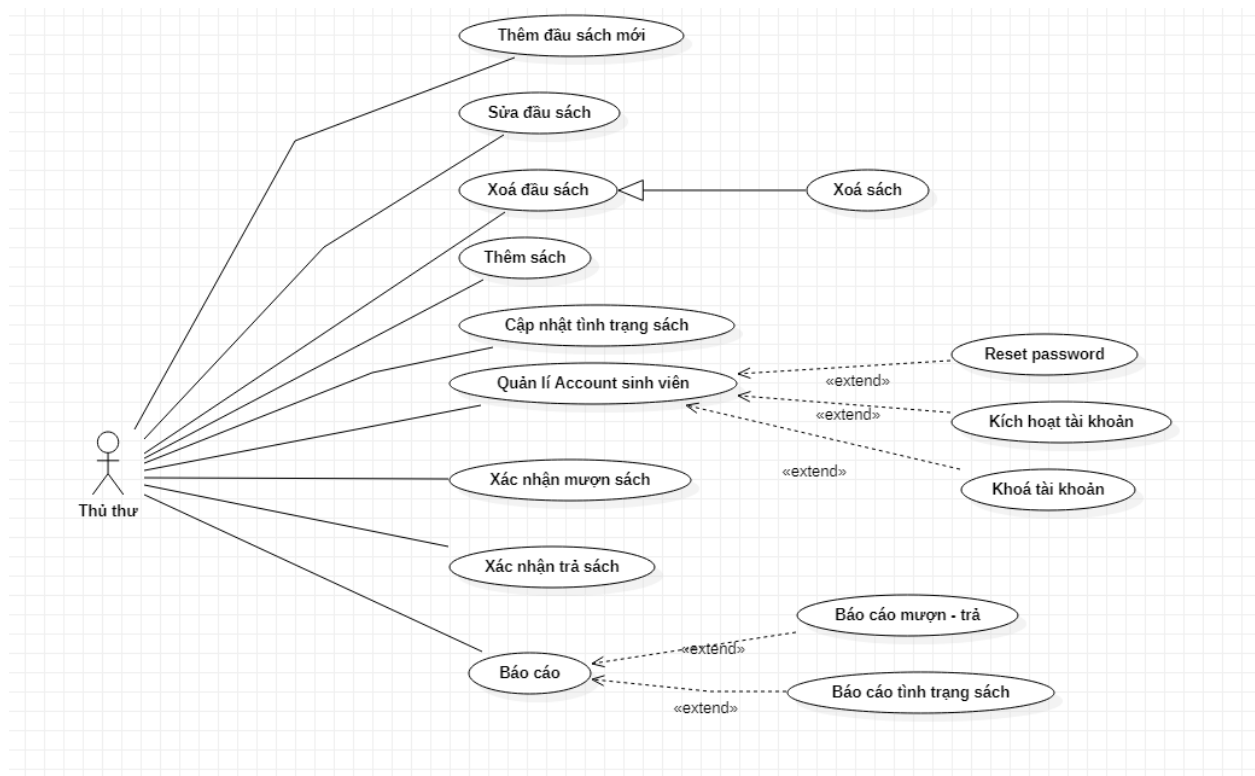 Thêm đầu sách mới
Sửa đầu sách
Xoá đầu sách
Xoá sách
Thêm sách
Cập nhật tình trạng sách
Quản lí Account sinh viên
Reset password
«extend»
Kích hoạt tài khoản
«extend»
Khoá tài khoản
«extend»
Xác nhận mượn sách
Thủ thư
Xác nhận trả sách
Báo cáo mượn - trả
«extend»
Báo cáo
Báo cáo tình trạng sách
«extend»